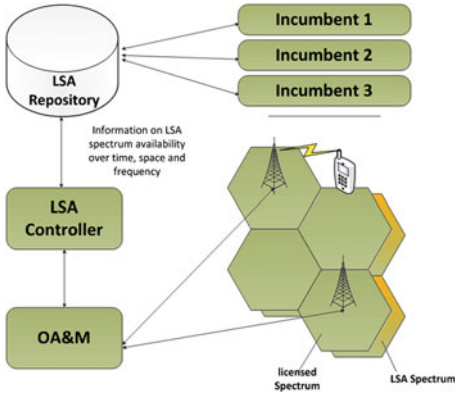 Incumbent 1
Incumbent 2
Incumbent 3
LSA
Repository
Information on LSA
spectrum availability
over time, space and
frequency
LSA
Controller
OA&M
licensed
Spectrum
LSA Spectrum